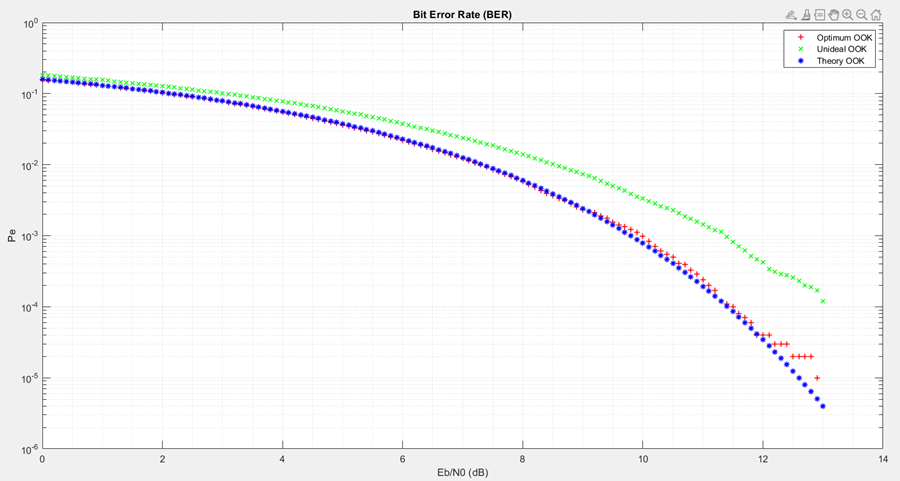 Bit Error Rate (BER)
Optimum OOK
Unideal OOK
Theory OOK
10^0
10^-1
10^-2
10^-3
10^-4
10^-5
10^-6
Pe
0 2 4 6 8 10 12 14
Eb/N0 (dB)